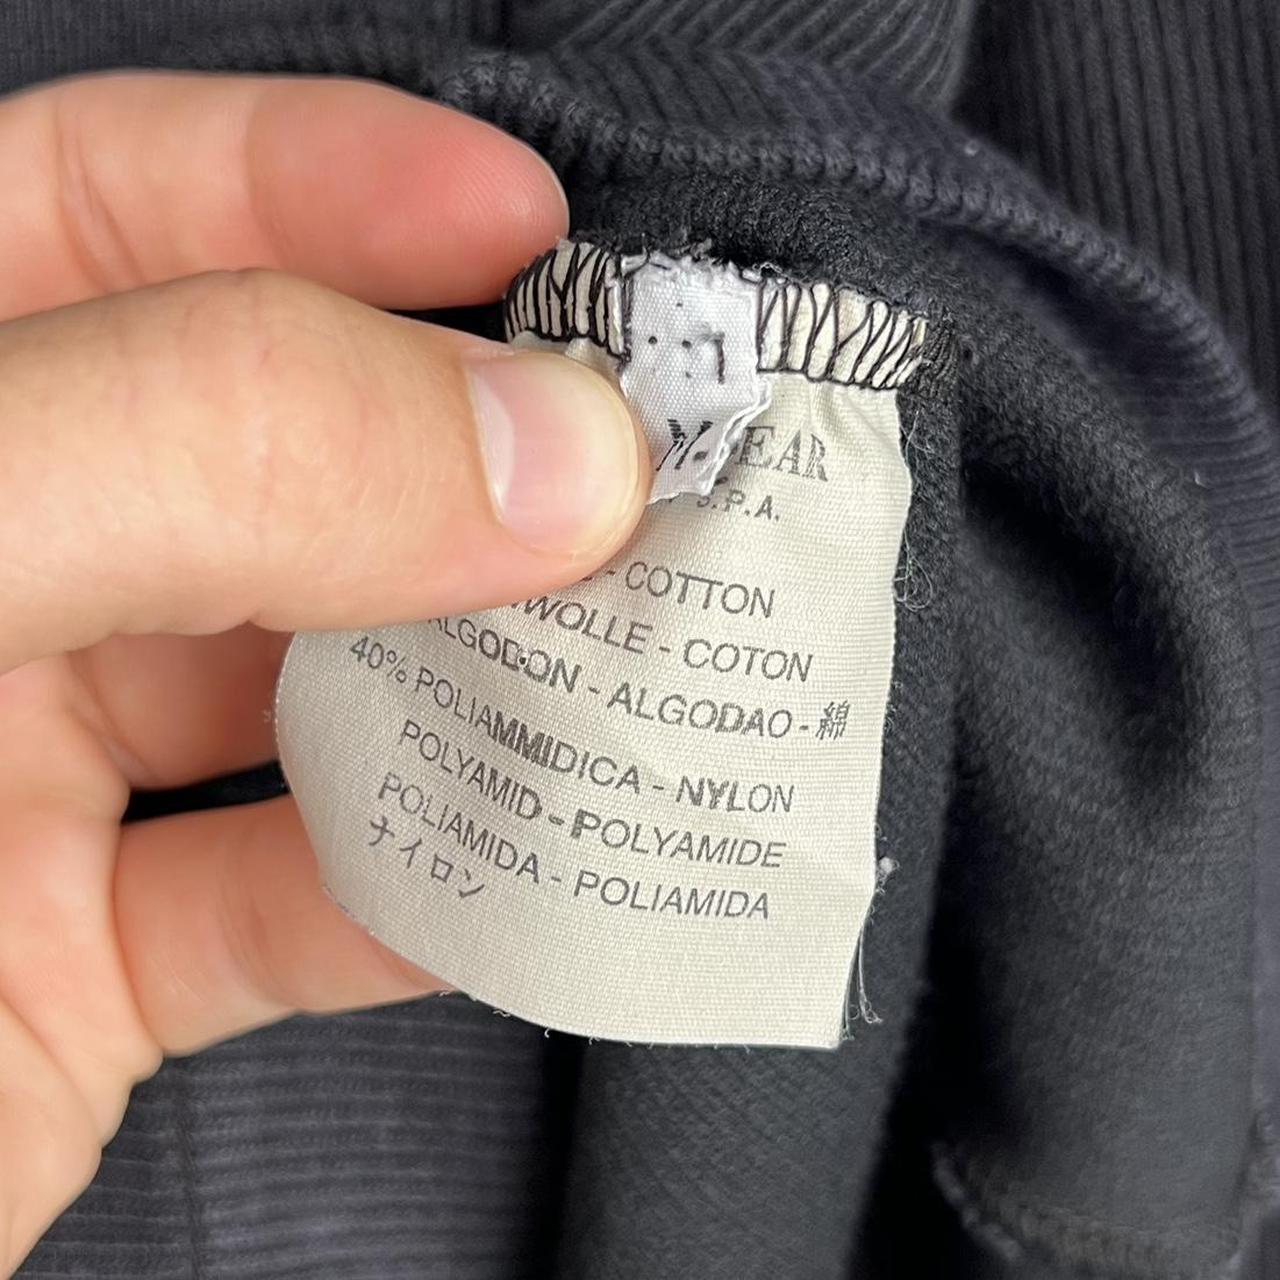 EAR
S.P.A.
- COTTON
WOLLE - COTON
ALGODON - ALGODAO - 綿
40% POLIAMMIDICA - NYLON
POLYAMID - POLYAMIDE
POLIAMIDA - POLIAMIDA
ナイロン